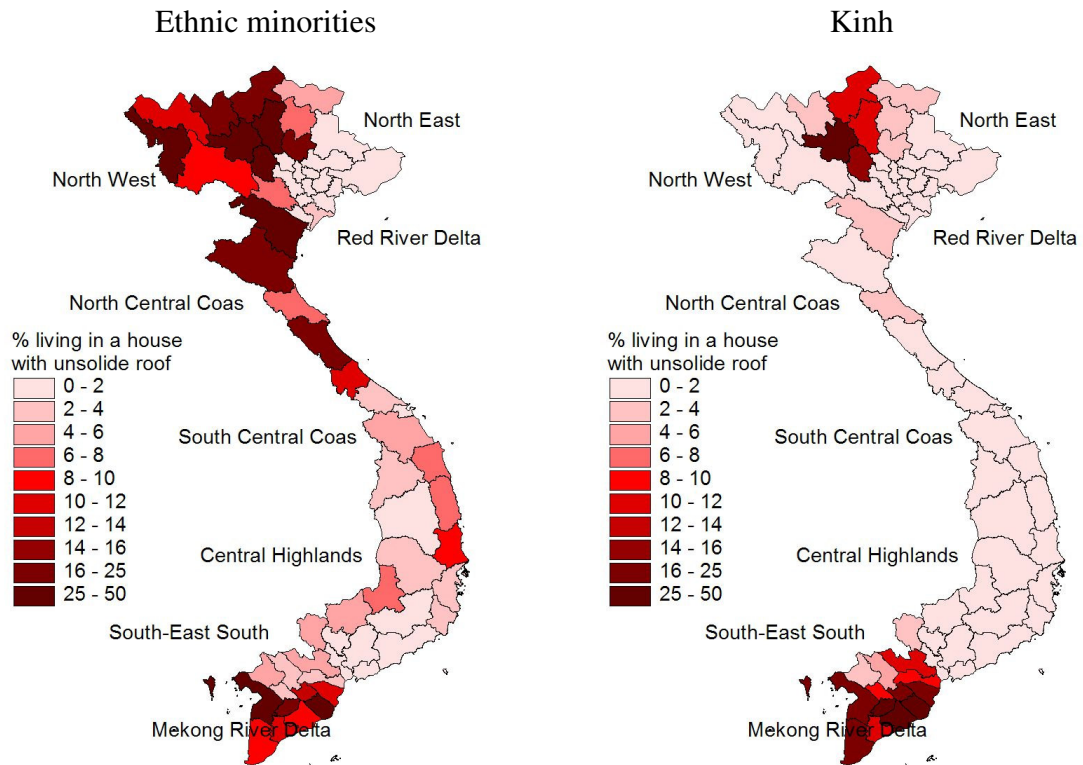 Ethnic minorities
North East
North West
Red River Delta
North Central Coas
% living in a house
with unsolide roof
0 - 2
2 - 4
4 - 6
6 - 8
8 - 10
10 - 12
12 - 14
14 - 16
16 - 25
25 - 50
South Central Coas
Central Highlands
South-East South
Mekong River Delta
Kinh
North East
North West
Red River Delta
North Central Coas
% living in a house
with unsolide roof
0 - 2
2 - 4
4 - 6
6 - 8
8 - 10
10 - 12
12 - 14
14 - 16
16 - 25
25 - 50
South Central Coas
Central Highlands
South-East South
Mekong River Delta